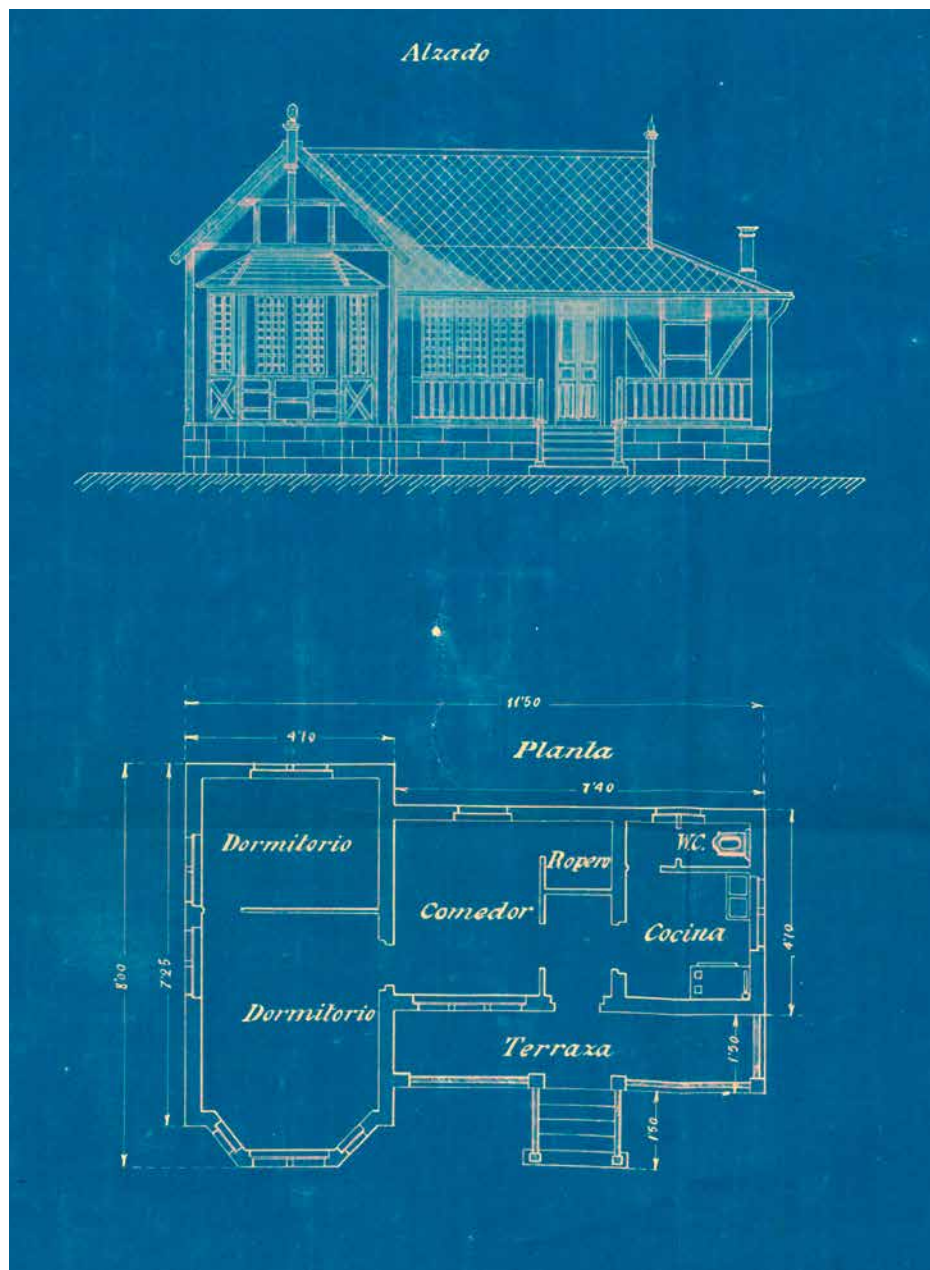 Alzado
11'50
4'10
Planta
7'40
Dormitorio
W.C.
Ropero
Comedor
Cocina
4'10
8'00
7'25
Dormitorio
Terraza
1'50
1'50